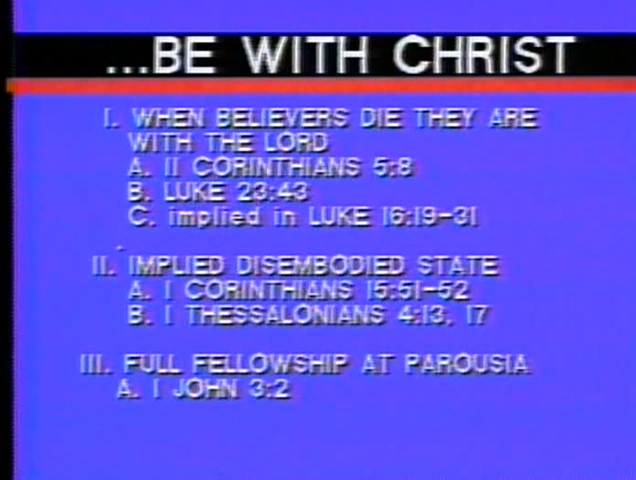 ...BE WITH CHRIST
I. WHEN BELIEVERS DIE THEY ARE
WITH THE LORD
A. II CORINTHIANS 5:8
B. LUKE 23:43
C. implied in LUKE 16:19-31
II. IMPLIED DISEMBODIED STATE
A. I CORINTHIANS 15:51-52
B. I THESSALONIANS 4:13, 17
III. FULL FELLOWSHIP AT PAROUSIA
A. I JOHN 3:2